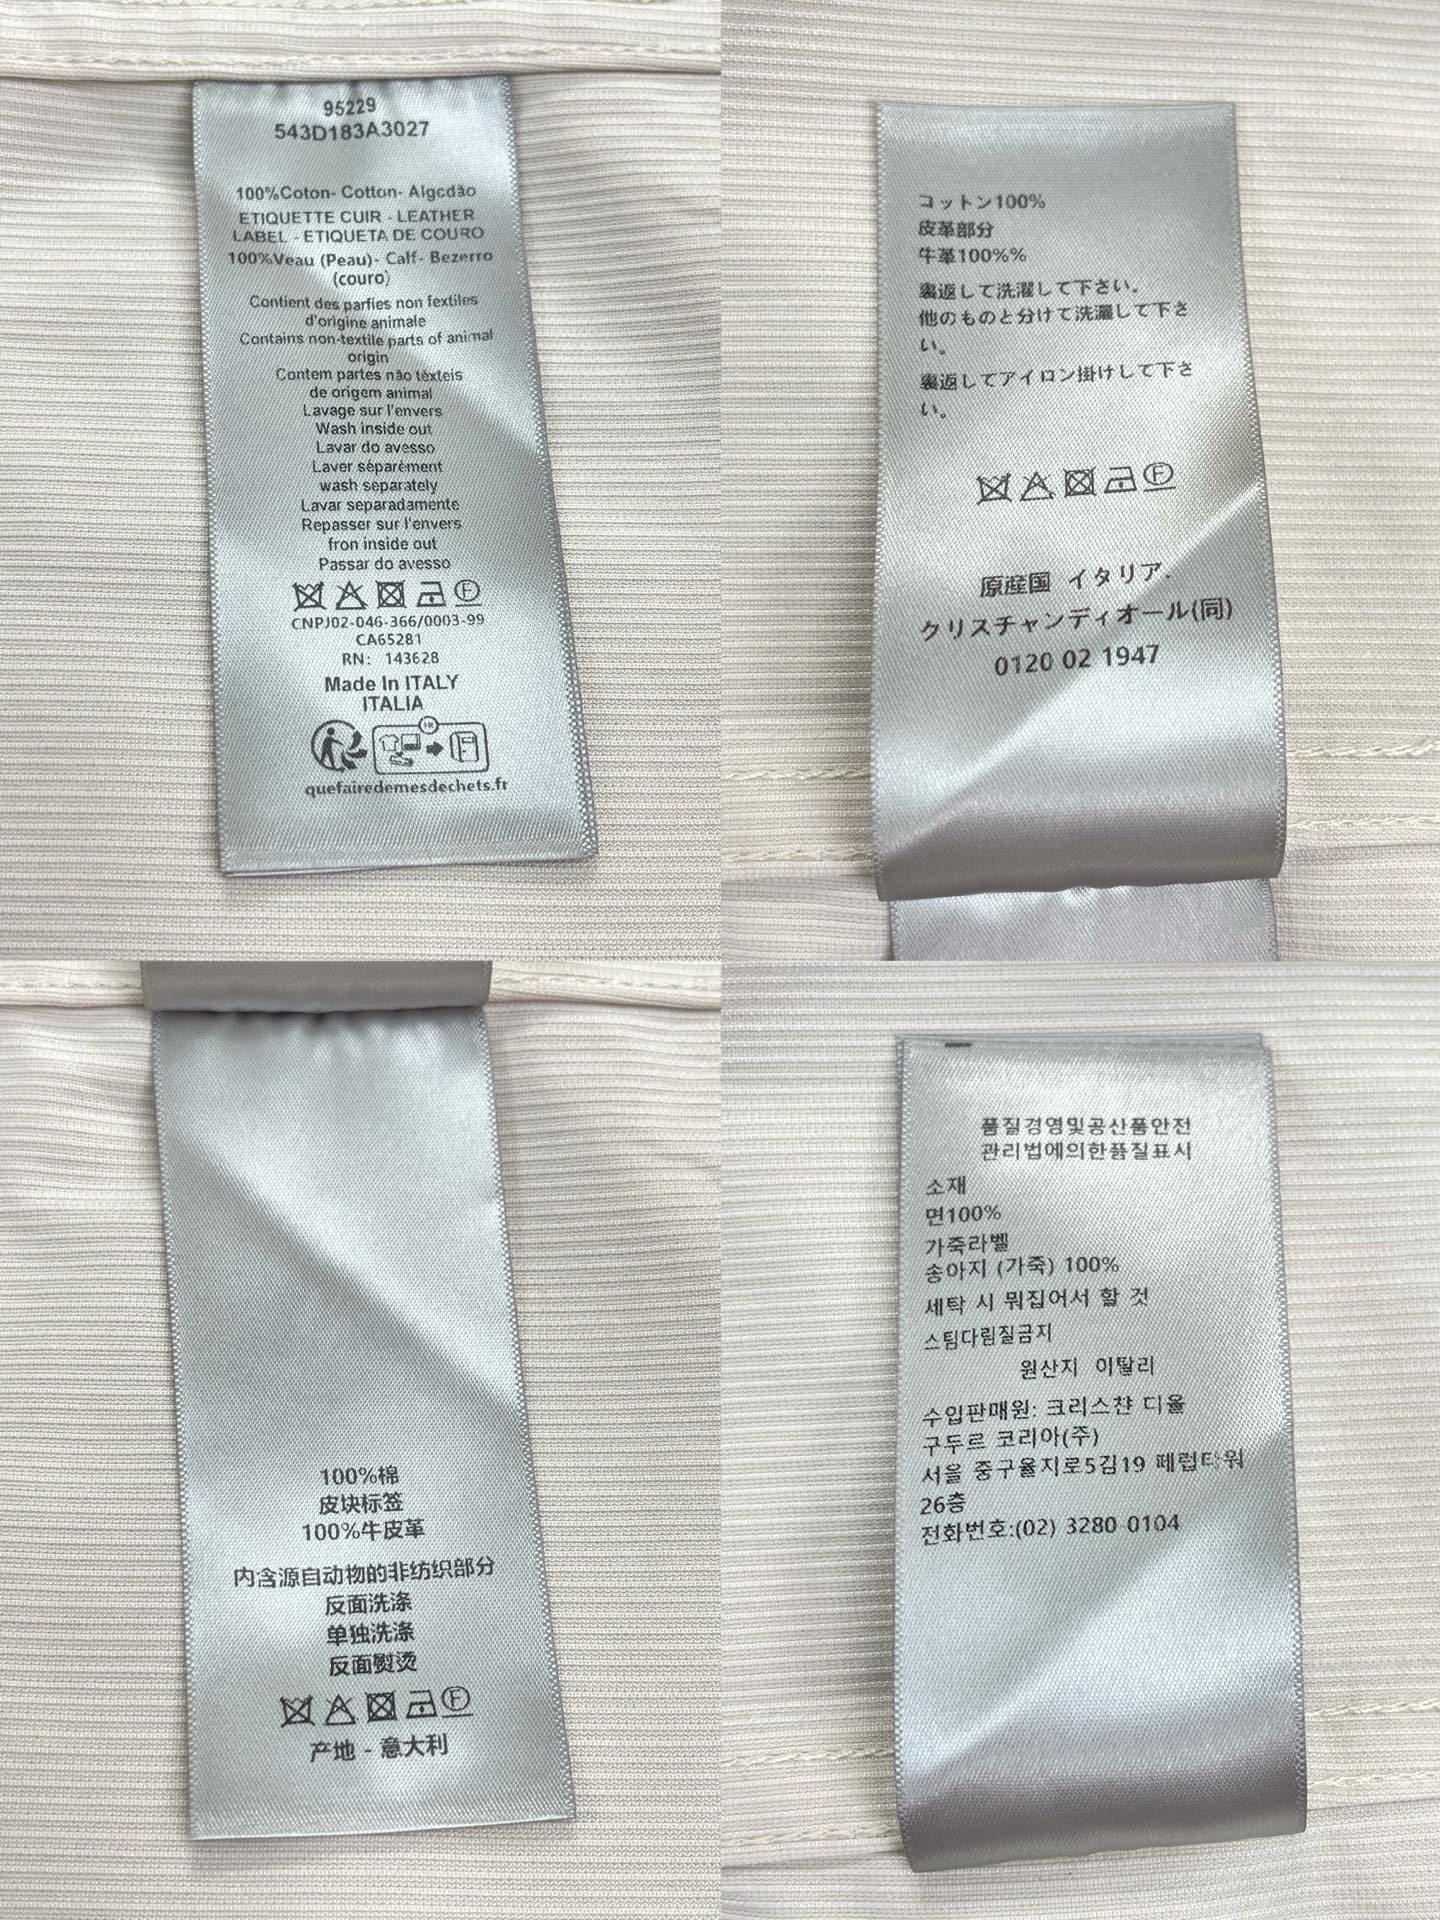 95229
543D183A3027
100%Coton- Cotton- Algcdão
ETIQUETTE CUIR - LEATHER
LABEL - ETIQUETA DE COURO
100%Veau (Peau)- Calf- Bezerro
(couro)
Contient des parfies non fextiles
d'origine animale
Contains non-textile parts of animal
origin
Contem partes não têxteis
de origem animal
Lavage sur l'envers
Wash inside out
Lavar do avesso
Laver séparément
wash separately
Lavar separadamente
Repasser sur l'envers
fron inside out
Passar do avesso
F
CNPJ02-046-366/0003-99
CA65281
RN: 143628
Made In ITALY
ITALIA
FR
quefairedemesdechets.fr
コットン100%
皮革部分
牛革100%%
裏返して洗濯して下さい。
他のものと分けて洗濯して下さ
い。
裏返してアイロン掛けして下さ
い。
F
原産国 イタリア.
クリスチャンディオール(同)
0120 02 1947
100%棉
皮块标签
100%牛皮革
内含源自动物的非纺织部分
反面洗涤
单独洗涤
反面熨烫
F
产地 - 意大利
품질경영및공산품안전
관리법에의한품질표시
소재
면100%
가죽라벨
송아지 (가죽) 100%
세탁 시 뭐집어서 할 것
스팀다림질금지
원산지 이탈리
수입판매원: 크리스챤 디올
구두르 코리아(주)
서울 중구율지로5김19 페럽타워
26층
전화번호:(02) 3280 0104